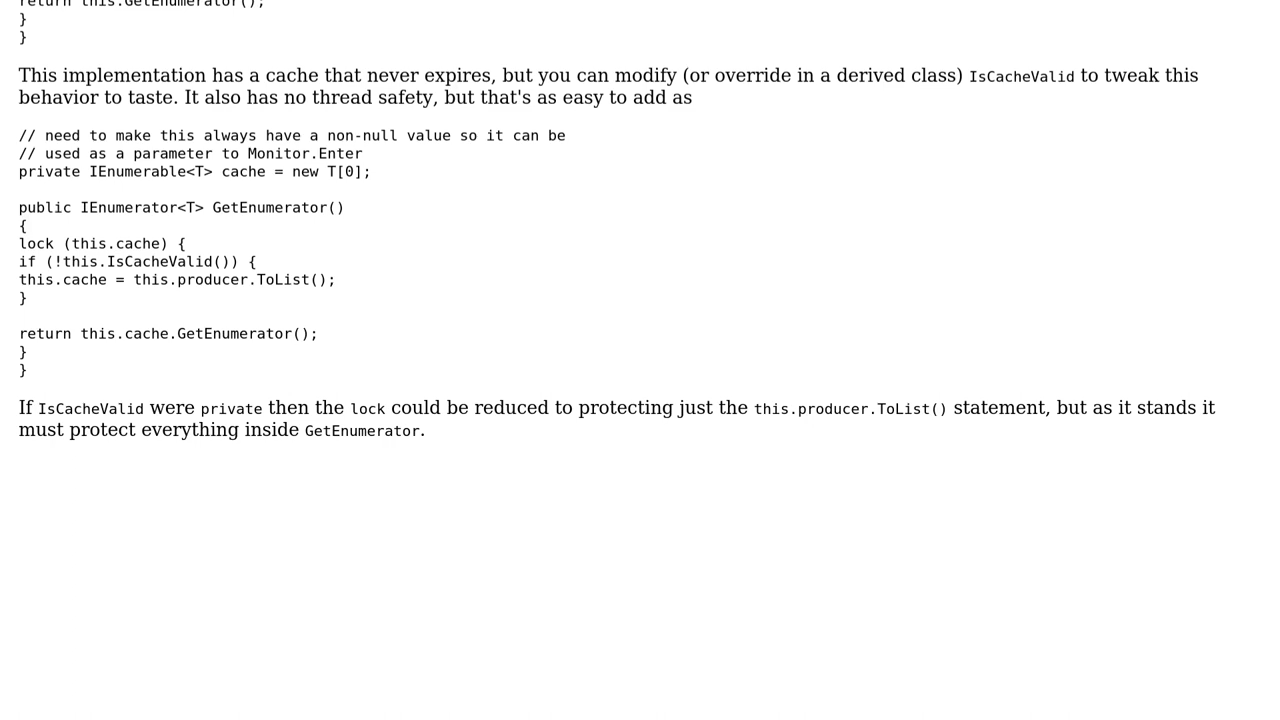 return this.GetEnumerator();
}
}
This implementation has a cache that never expires, but you can modify (or override in a derived class) IsCacheValid to tweak this
behavior to taste. It also has no thread safety, but that's as easy to add as
// need to make this always have a non-null value so it can be
// used as a parameter to Monitor.Enter
private IEnumerable<T> cache = new T[0];
public IEnumerator<T> GetEnumerator()
{
lock (this.cache) {
if (!this.IsCacheValid()) {
this.cache = this.producer.ToList();
}
return this.cache.GetEnumerator();
}
}
If IsCacheValid were private then the lock could be reduced to protecting just the this.producer.ToList() statement, but as it stands it
must protect everything inside GetEnumerator.